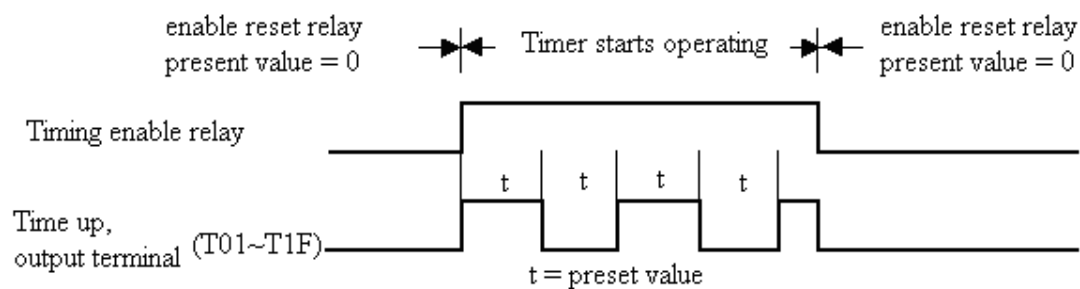 enable reset relay
present value = 0
Timer starts operating
enable reset relay
present value = 0
Timing enable relay
t
t
t
t
Time up,
output terminal (T01~T1F)
t = preset value